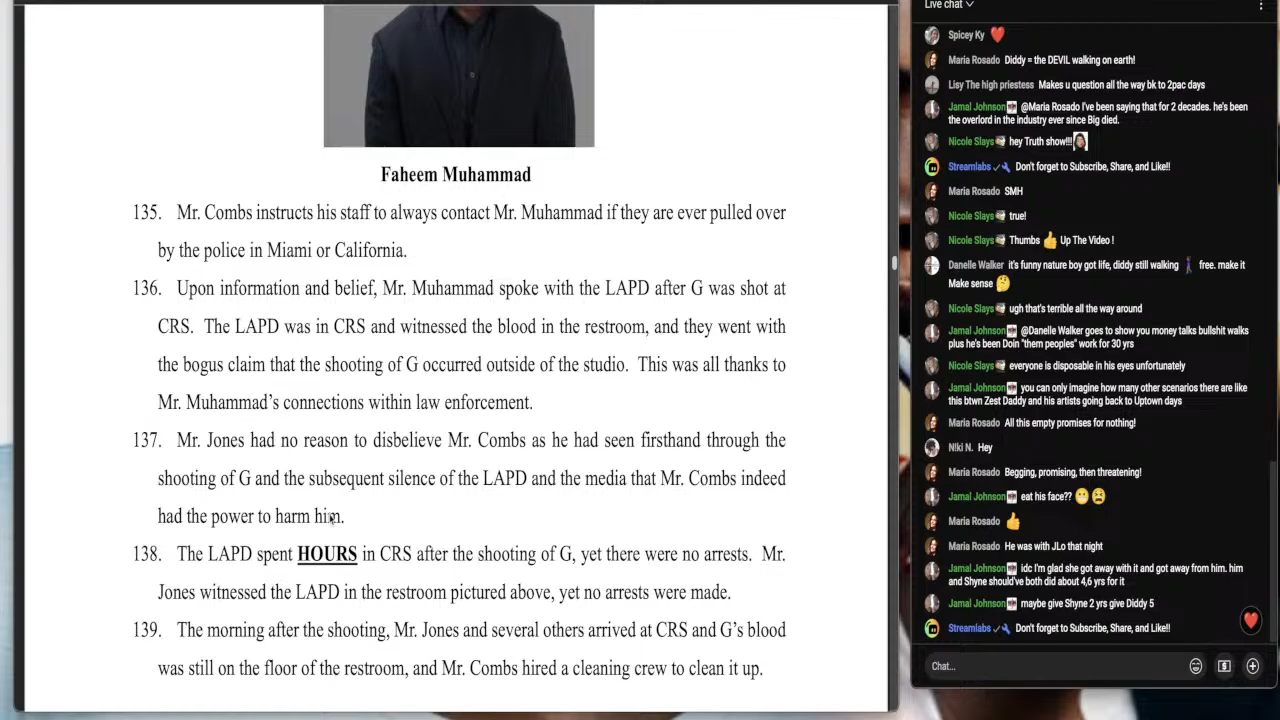 Faheem Muhammad
135. Mr. Combs instructs his staff to always contact Mr. Muhammad if they are ever pulled over
by the police in Miami or California.
136. Upon information and belief, Mr. Muhammad spoke with the LAPD after G was shot at
CRS. The LAPD was in CRS and witnessed the blood in the restroom, and they went with
the bogus claim that the shooting of G occurred outside of the studio. This was all thanks to
Mr. Muhammad's connections within law enforcement.
137. Mr. Jones had no reason to disbelieve Mr. Combs as he had seen firsthand through the
shooting of G and the subsequent silence of the LAPD and the media that Mr. Combs indeed
had the power to harm him.
138. The LAPD spent HOURS in CRS after the shooting of G, yet there were no arrests. Mr.
Jones witnessed the LAPD in the restroom pictured above, yet no arrests were made.
139. The morning after the shooting, Mr. Jones and several others arrived at CRS and G's blood
was still on the floor of the restroom, and Mr. Combs hired a cleaning crew to clean it up.
Live chat
Spicey Ky ❤️
Maria Rosado Diddy = the DEVIL walking on earth!
Lisy The high priestess Makes u question all the way bk to 2pac days
Jamal Johnson @Maria Rosado I've been saying that for 2 decades. he's been
the overlord in the industry ever since Big died.
Nicole Slays hey Truth show!!!
Streamlabs Don't forget to Subscribe, Share, and Like!!
Maria Rosado SMH
Nicole Slays true!
Nicole Slays Thumbs 👍 Up The Video !
Danelle Walker it's funny nature boy got life, diddy still walking 🚶‍♀️ free. make it
Make sense 🤔
Nicole Slays ugh that's terrible all the way around
Jamal Johnson @Danelle Walker goes to show you money talks bullshit walks
plus he's been Doin "them peoples" work for 30 yrs
Nicole Slays everyone is disposable in his eyes unfortunately
Jamal Johnson you can only imagine how many other scenarios there are like
this btwn Zest Daddy and his artists going back to Uptown days
Maria Rosado All this empty promises for nothing!
N!ki N. Hey
Maria Rosado Begging, promising, then threatening!
Jamal Johnson eat his face?? 😬😫
Maria Rosado 👍
Maria Rosado He was with JLo that night
Jamal Johnson idc I'm glad she got away with it and got away from him. him
and Shyne should've both did about 4,6 yrs for it
Jamal Johnson maybe give Shyne 2 yrs give Diddy 5
Streamlabs Don't forget to Subscribe, Share, and Like!!
Chat...